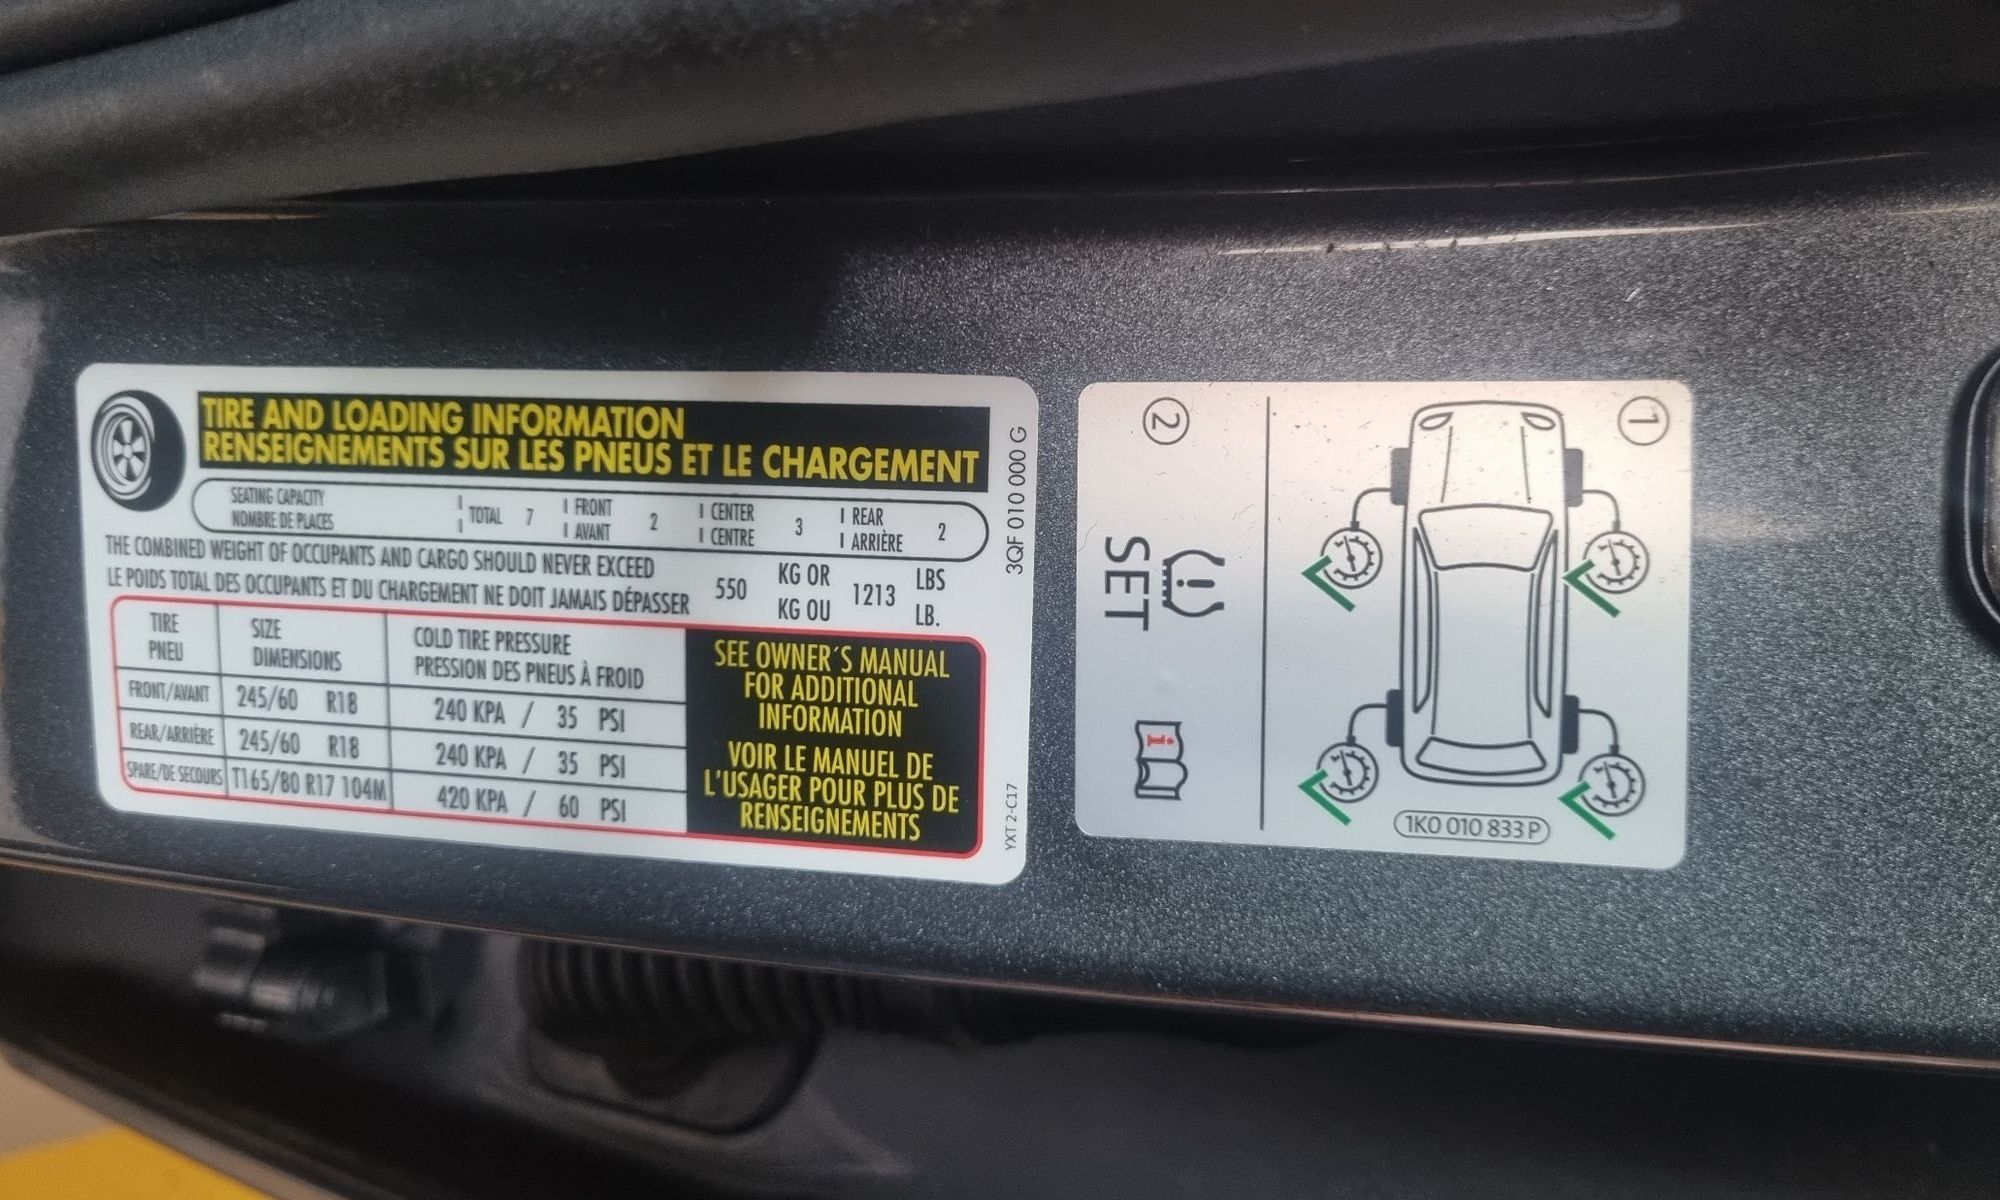 TIRE AND LOADING INFORMATION
RENSEIGNEMENTS SUR LES PNEUS ET LE CHARGEMENT
SEATING CAPACITY | TOTAL 7 | FRONT 2 | CENTER 3 | REAR 2
NOMBRE DE PLACES | | AVANT | CENTRE | ARRIÈRE
THE COMBINED WEIGHT OF OCCUPANTS AND CARGO SHOULD NEVER EXCEED 550 KG OR 1213 LBS
LE POIDS TOTAL DES OCCUPANTS ET DU CHARGEMENT NE DOIT JAMAIS DÉPASSER KG OU LB.
TIRE SIZE COLD TIRE PRESSURE
PNEU DIMENSIONS PRESSION DES PNEUS À FROID
FRONT/AVANT 245/60 R18 240 KPA / 35 PSI
REAR/ARRIÈRE 245/60 R18 240 KPA / 35 PSI
SPARE/DE SECOURS T165/80 R17 104M 420 KPA / 60 PSI
SEE OWNER´S MANUAL
FOR ADDITIONAL
INFORMATION
VOIR LE MANUEL DE
L'USAGER POUR PLUS DE
RENSEIGNEMENTS
3QF 010 000 G
YXT 2-C17
1
1K0 010 833 P
2
SET
i